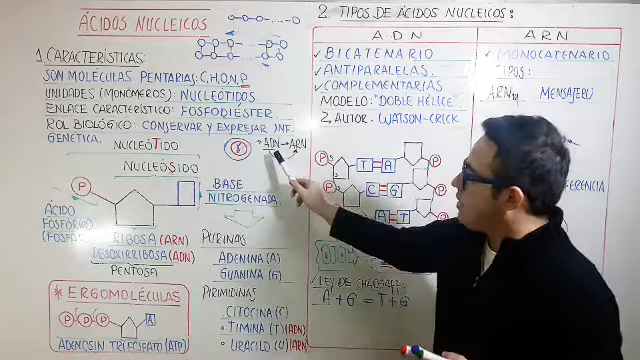 ÁCIDOS NUCLEICOS
1. CARACTERÍSTICAS:
SON MOLÉCULAS PENTARIAS: C,H,O,N,P
UNIDADES (MONÓMEROS): NUCLEÓTIDOS
ENLACE CARACTERÍSTICO: FOSFODIÉSTER
ROL BIOLÓGICO: CONSERVAR Y EXPRESAR INF.
GENÉTICA.
ADN → ARN
NUCLEÓTIDO
NUCLEÓSIDO
P
BASE
NITROGENADA
ÁCIDO
FOSFÓRICO
RIBOSA (ARN)
DESOXIRRIBOSA (ADN)
PENTOSA
PURINAS
ADENINA (A)
GUANINA (G)
PIRIMIDINAS
CITOCINA (C)
TIMINA (T) (ADN)
URACILO (U) (ARN)
* ERGOMOLÉCULAS
P P P A
ADENOSIN TRIFOSFATO (ATP)
2. TIPOS DE ÁCIDOS NUCLEICOS:
ADN
✓ BICATENARIO
✓ ANTIPARALELAS
✓ COMPLEMENTARIAS
MODELO: "DOBLE HÉLICE"
AUTOR: WATSON-CRICK
P T = A P
P C ≡ G P
A = T
LEY DE CHARGAFF:
A + G = T + G
ARN
✓ MONOCATENARIO
TIPOS:
ARNm MENSAJERO